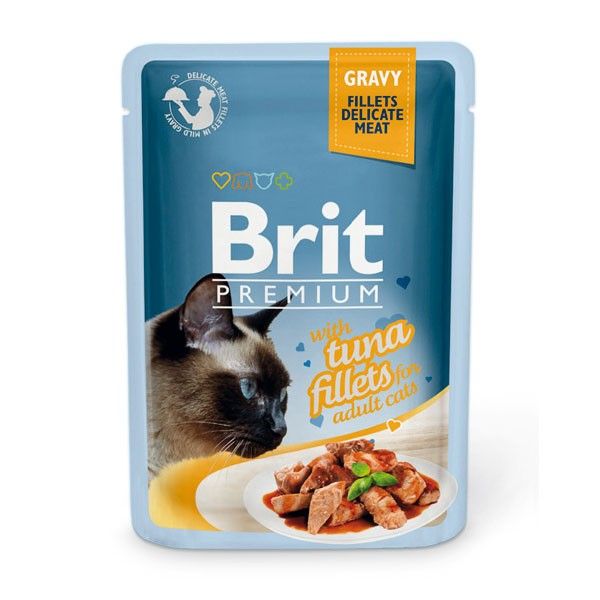 DELICATE MEAT FILLETS IN MILD GRAVY
GRAVY
FILLETS
DELICATE
MEAT
Brit
PREMIUM
with
tuna
fillets for
adult cats